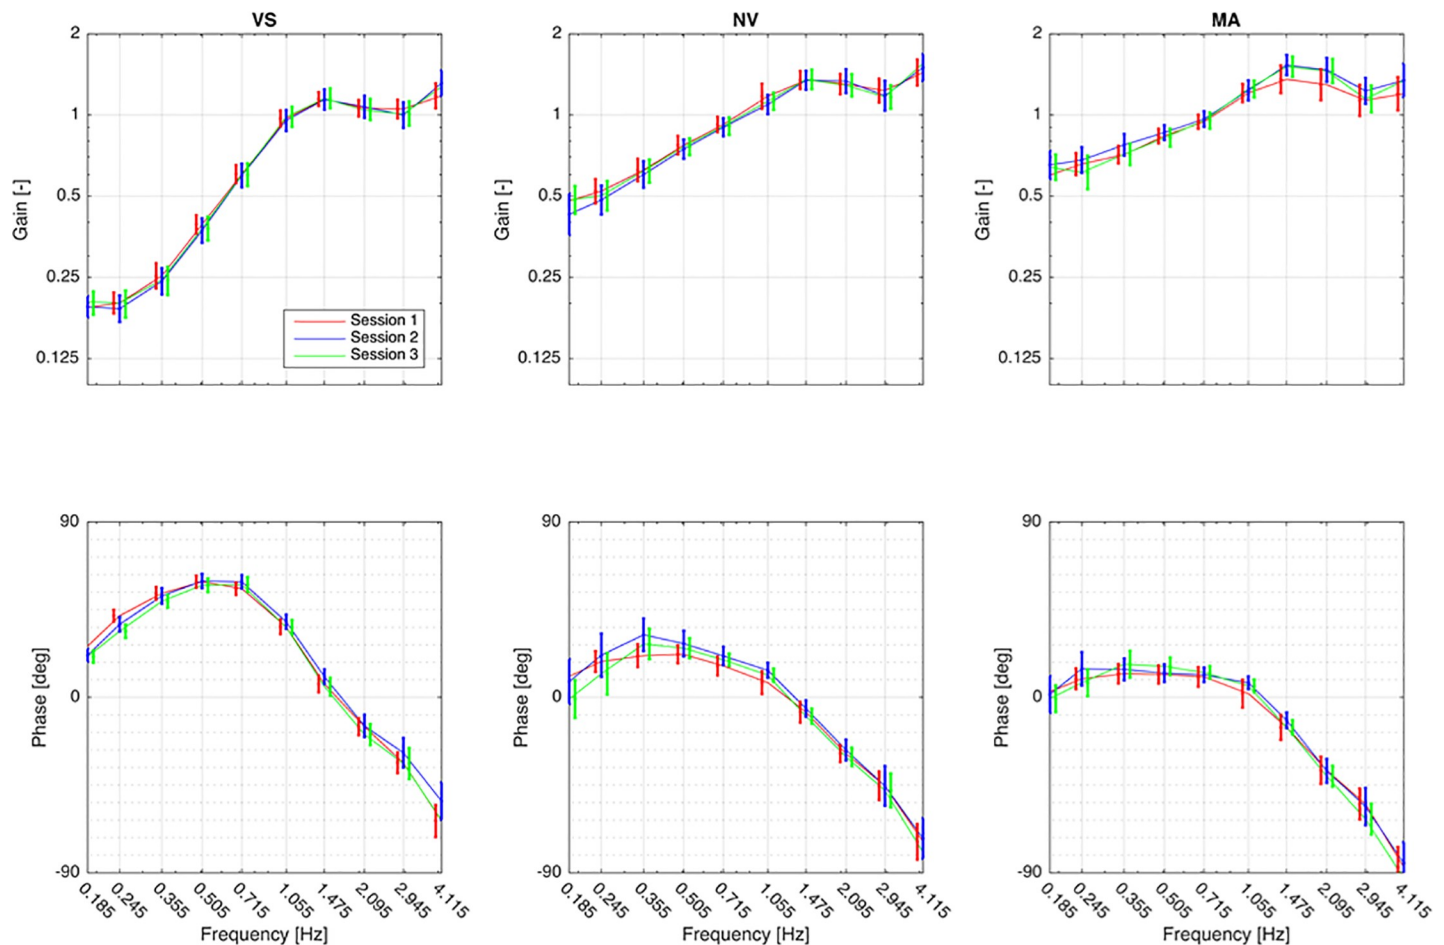 VS NV MA
2 2 2
1 1 1
0.5 0.5 0.5
0.25 0.25 0.25
0.125 0.125 0.125
Gain [-] Gain [-] Gain [-]
Session 1
Session 2
Session 3
90 90 90
0 0 0
-90 -90 -90
Phase [deg] Phase [deg] Phase [deg]
0.185 0.245 0.355 0.505 0.715 1.055 1.475 2.095 2.945 4.115 0.185 0.245 0.355 0.505 0.715 1.055 1.475 2.095 2.945 4.115 0.185 0.245 0.355 0.505 0.715 1.055 1.475 2.095 2.945 4.115
Frequency [Hz] Frequency [Hz] Frequency [Hz]